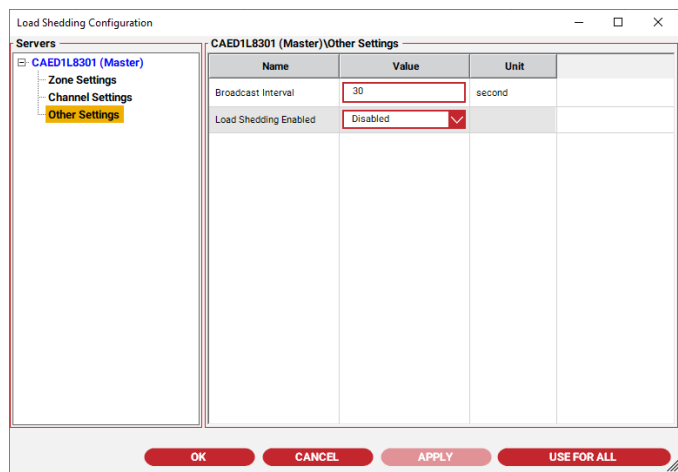 Load Shedding Configuration
Servers
CAED1L8301 (Master)
Zone Settings
Channel Settings
Other Settings
CAED1L8301 (Master)\Other Settings
Name Value Unit
Broadcast Interval 30 second
Load Shedding Enabled Disabled
OK CANCEL APPLY USE FOR ALL